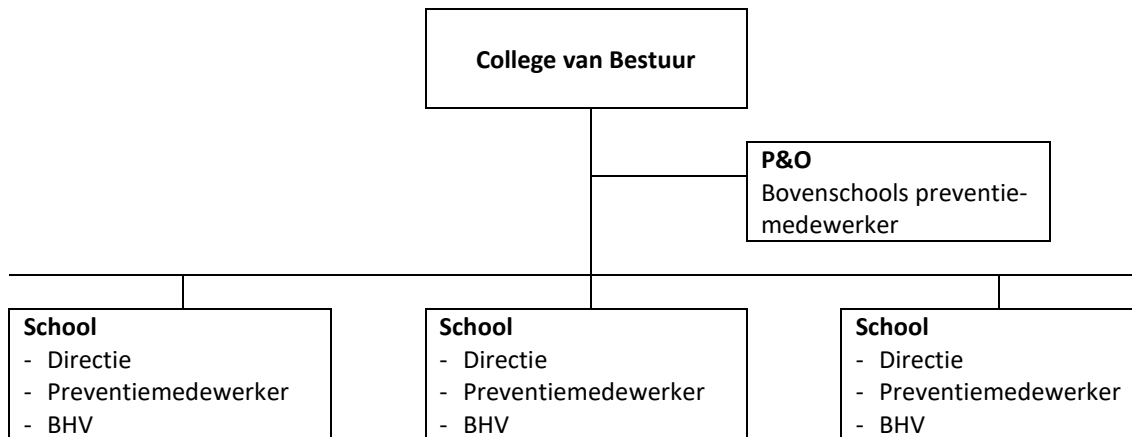 College van Bestuur
P&O
Bovenschools preventie-
medewerker
School
- Directie
- Preventiemedewerker
- BHV
School
- Directie
- Preventiemedewerker
- BHV
School
- Directie
- Preventiemedewerker
- BHV